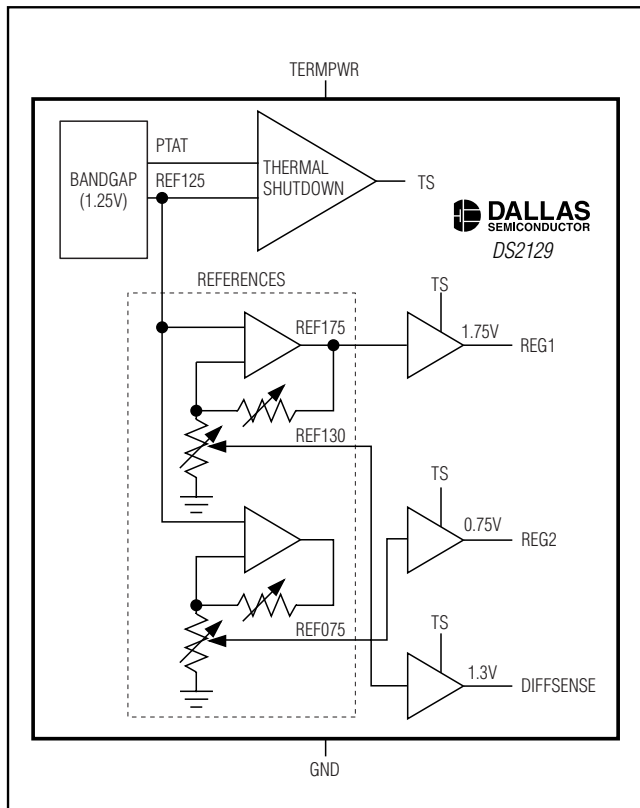 TERMPWR
BANDGAP
(1.25V)
PTAT
REF125
THERMAL
SHUTDOWN
TS
DALLAS
SEMICONDUCTOR
DS2129
REFERENCES
REF175
TS
1.75V
REG1
REF130
TS
0.75V
REG2
REF075
TS
1.3V
DIFFSENSE
GND